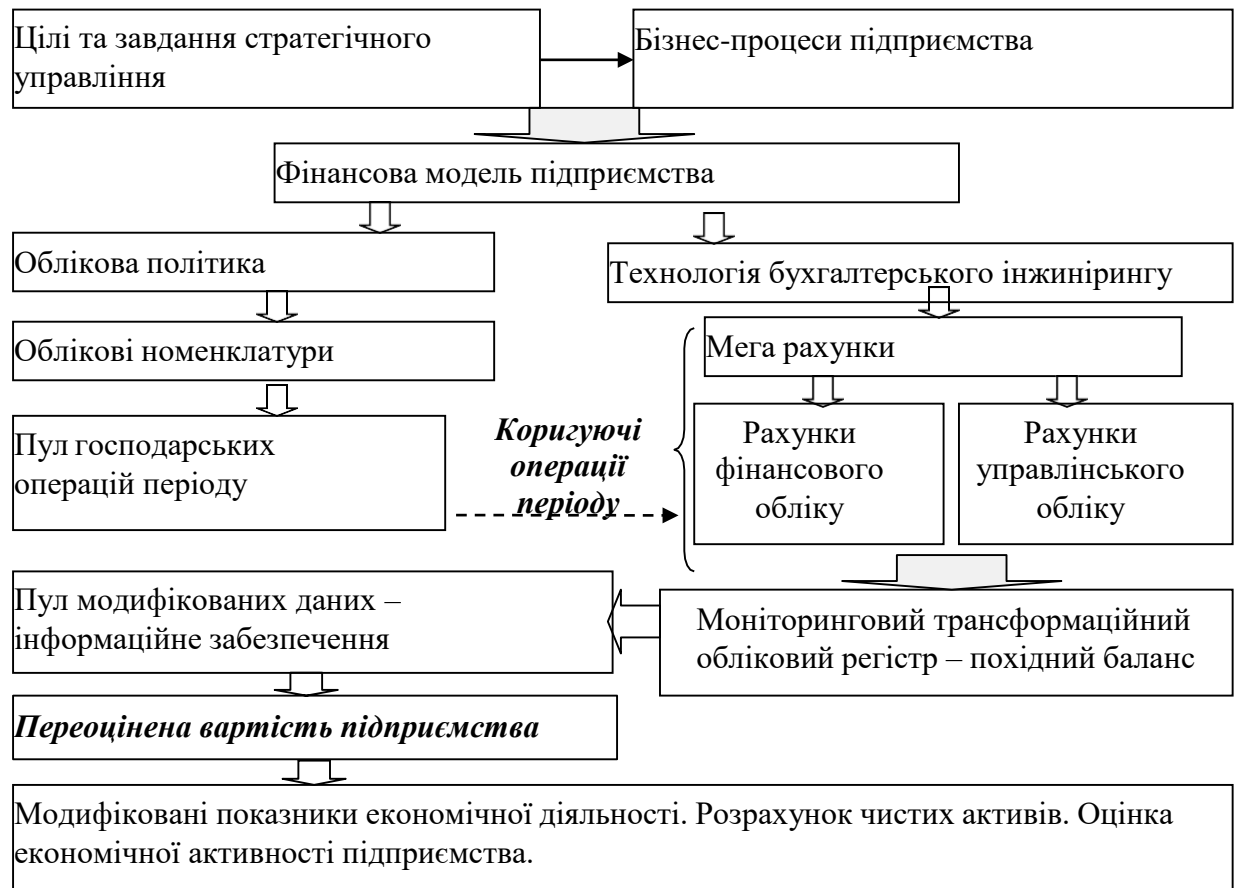 Цілі та завдання стратегічного
управління
Бізнес-процеси підприємства
Фінансова модель підприємства
Облікова політика
Технологія бухгалтерського інжинірингу
Облікові номенклатури
Мега рахунки
Пул господарських
операцій періоду
Коригуючі
операції
періоду
Рахунки
фінансового
обліку
Рахунки
управлінського
обліку
Пул модифікованих даних –
інформаційне забезпечення
Моніторинговий трансформаційний
обліковий регістр – похідний баланс
Переоцінена вартість підприємства
Модифіковані показники економічної діяльності. Розрахунок чистих активів. Оцінка
економічної активності підприємства.